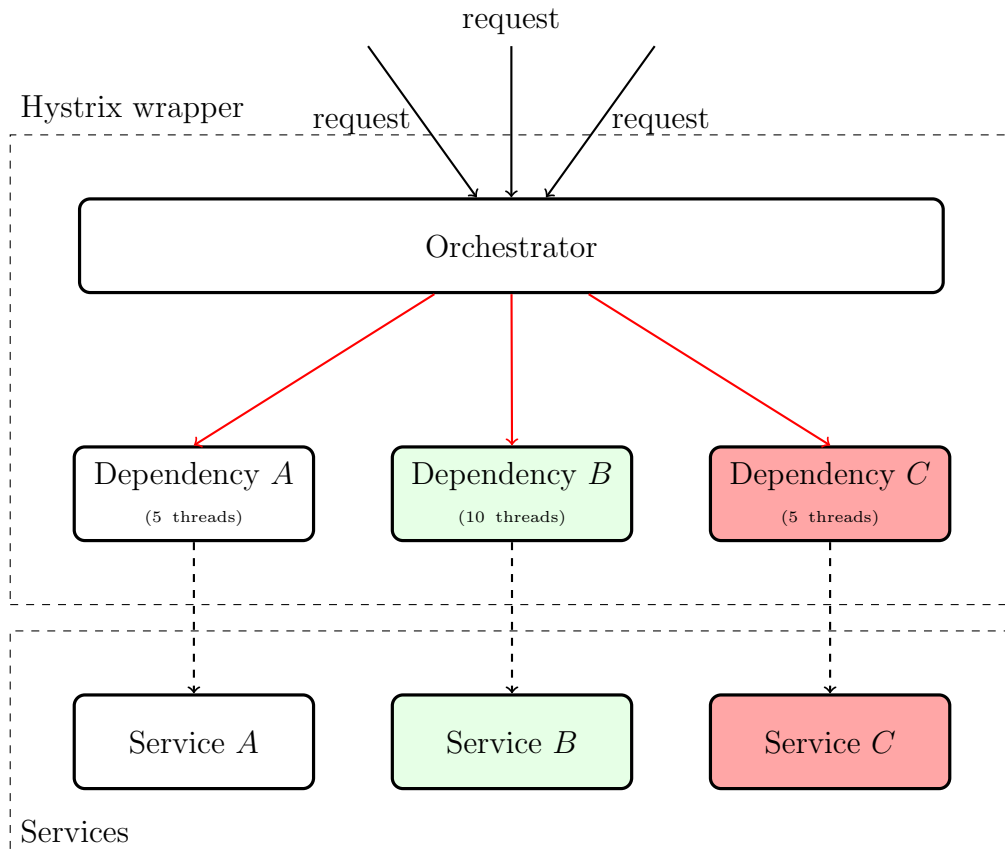 request
Hystrix wrapper
request
request
Orchestrator
Dependency A
(5 threads)
Dependency B
(10 threads)
Dependency C
(5 threads)
Service A
Service B
Service C
Services